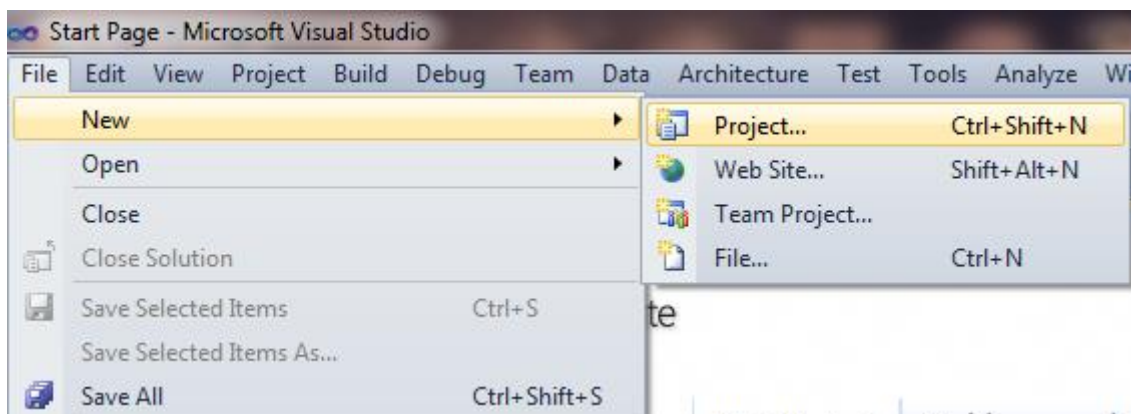 Start Page - Microsoft Visual Studio
File Edit View Project Build Debug Team Data Architecture Test Tools Analyze Wi
New
Project... Ctrl+Shift+N
Open
Web Site... Shift+Alt+N
Close
Team Project...
Close Solution
File... Ctrl+N
Save Selected Items Ctrl+S
te
Save Selected Items As...
Save All Ctrl+Shift+S